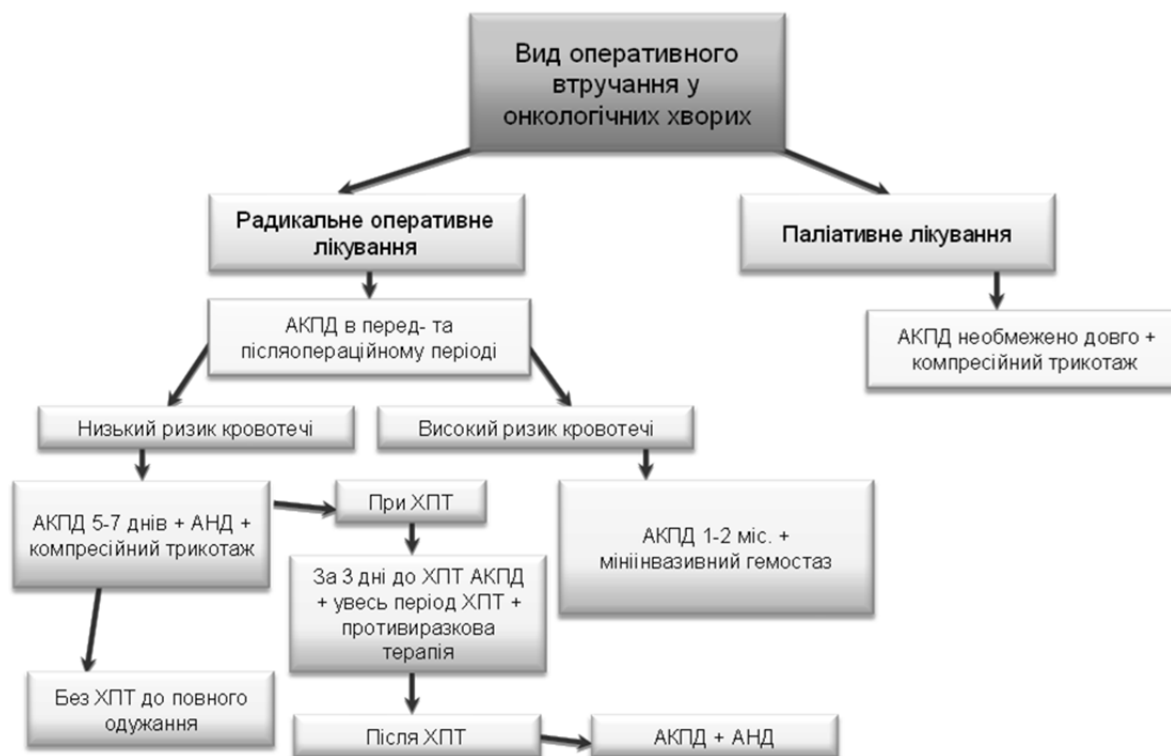 Вид оперативного
втручання у
онкологічних хворих
Радикальне оперативне
лікування
Паліативне лікування
АКПД в перед- та
післяопераційному періоді
АКПД необмежено довго +
компресійний трикотаж
Низький ризик кровотечі
Високий ризик кровотечі
АКПД 5-7 днів + АНД +
компресійний трикотаж
При ХПТ
АКПД 1-2 міс. +
мініінвазивний гемостаз
За 3 дні до ХПТ АКПД
+ увесь період ХПТ +
противиразкова
терапія
Без ХПТ до повного
одужання
Після ХПТ
АКПД + АНД